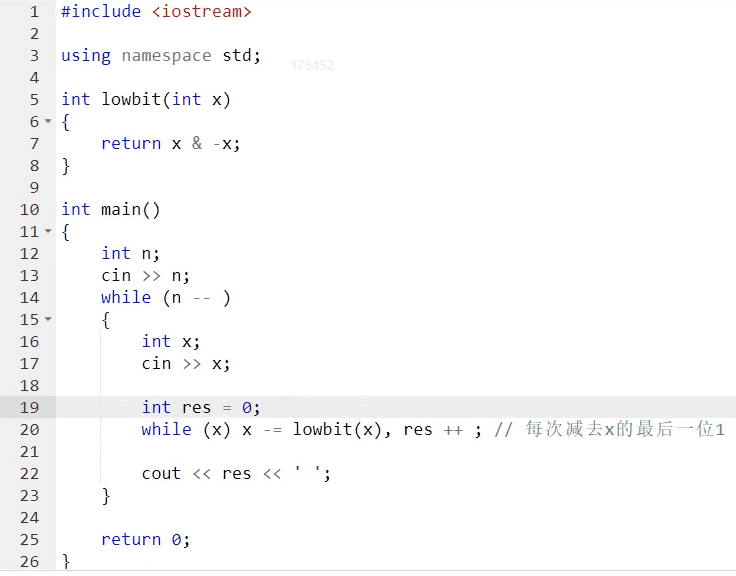 1 #include <iostream>
2
3 using namespace std;
175452
4
5 int lowbit(int x)
6 {
7     return x & -x;
8 }
9
10 int main()
11 {
12     int n;
13     cin >> n;
14     while (n -- )
15     {
16         int x;
17         cin >> x;
18
19         int res = 0;
20         while (x) x -= lowbit(x), res ++ ; // 每次减去x的最后一位1
21
22         cout << res << ' ';
23     }
24
25     return 0;
26 }